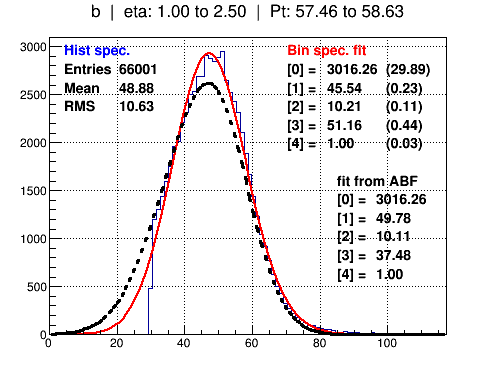 b | eta: 1.00 to 2.50 | Pt: 57.46 to 58.63
Hist spec.
Entries 66001
Mean 48.88
RMS 10.63
Bin spec. fit
[0] = 3016.26 (29.89)
[1] = 45.54 (0.23)
[2] = 10.21 (0.11)
[3] = 51.16 (0.44)
[4] = 1.00 (0.03)
fit from ABF
[0] = 3016.26
[1] = 49.78
[2] = 10.11
[3] = 37.48
[4] = 1.00
3000
2500
2000
1500
1000
500
0
0 20 40 60 80 100